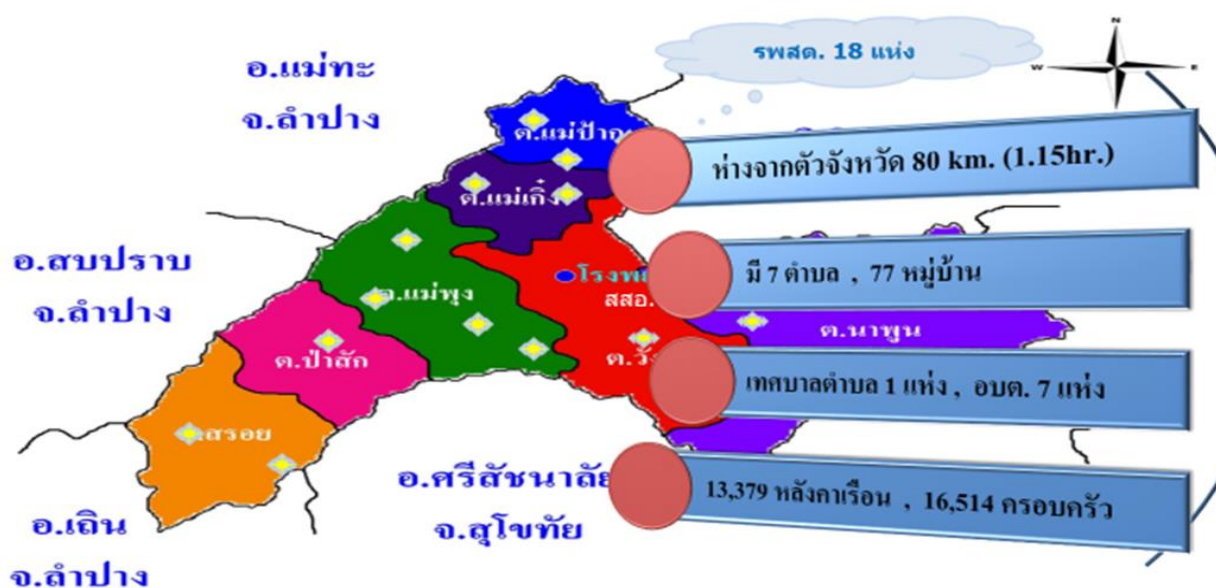 N
W
E
รพสต. 18 แห่ง
อ.แม่ทะ
จ.ลำปาง
ห่างจากตัวจังหวัด 80 km. (1.15hr.)
ต.แม่เกิ๋ง
อ.สบปราบ
จ.ลำปาง
มี 7 ตำบล , 77 หมู่บ้าน
สสอ.
.แม่พุง
ต.นาพูน
ต.ป่าสัก
เทศบาลตำบล 1 แห่ง , อบต. 7 แห่ง
.สรอย
อ.ศรีสัชนาลัย
จ.สุโขทัย
13,379 หลังคาเรือน , 16,514 ครอบครัว
อ.เถิน
จ.ลำปาง